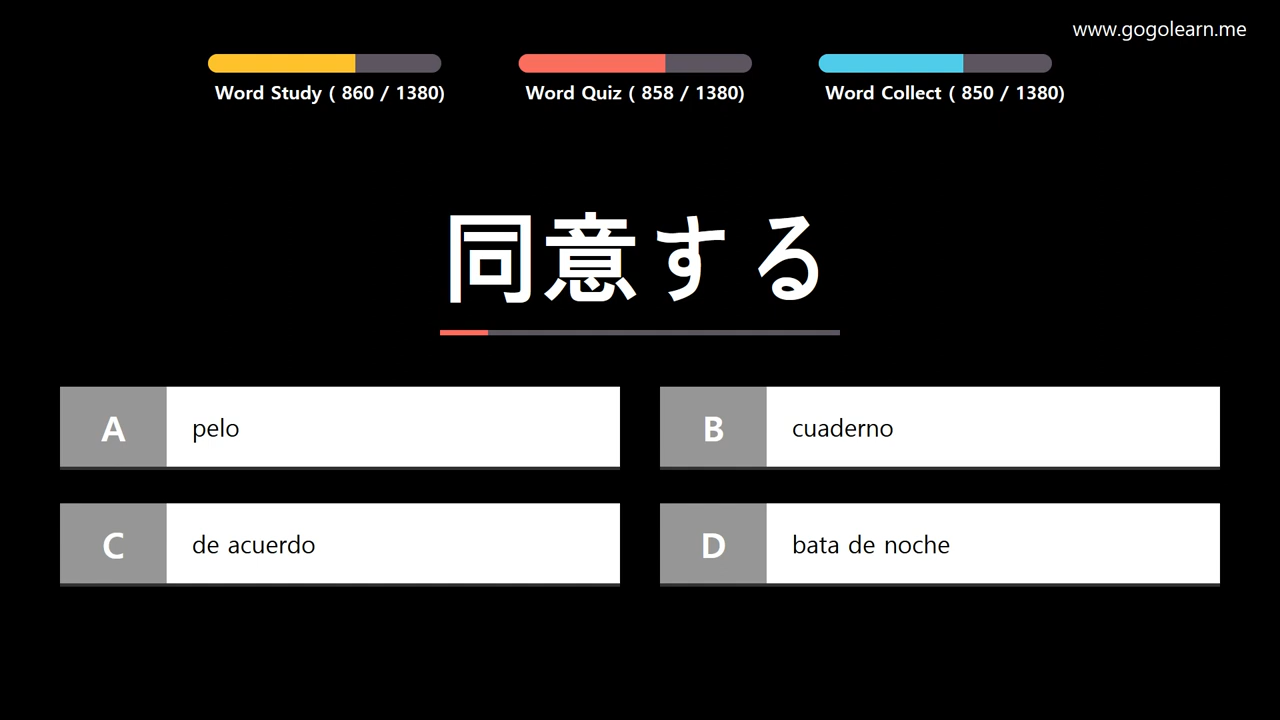 www.gogolearn.me
Word Study ( 860 / 1380)
Word Quiz ( 858 / 1380)
Word Collect ( 850 / 1380)
同意する
A pelo
B cuaderno
C de acuerdo
D bata de noche